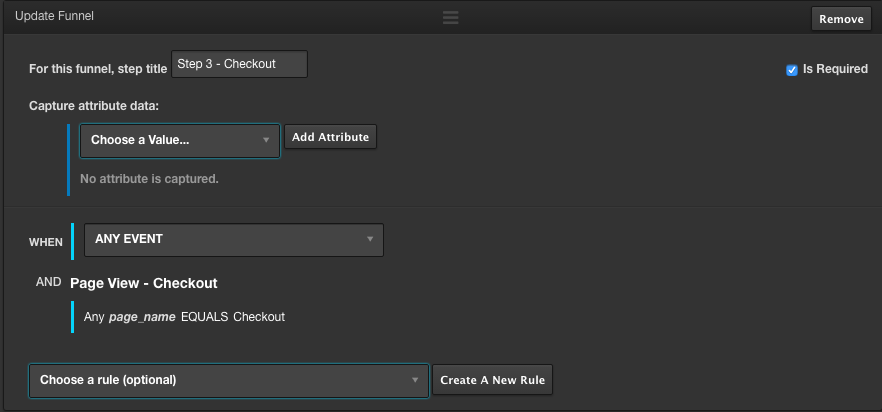 Update Funnel
Remove
For this funnel, step title Step 3 - Checkout
Is Required
Capture attribute data:
Choose a Value... Add Attribute
No attribute is captured.
WHEN ANY EVENT
AND Page View - Checkout
Any page_name EQUALS Checkout
Choose a rule (optional) Create A New Rule